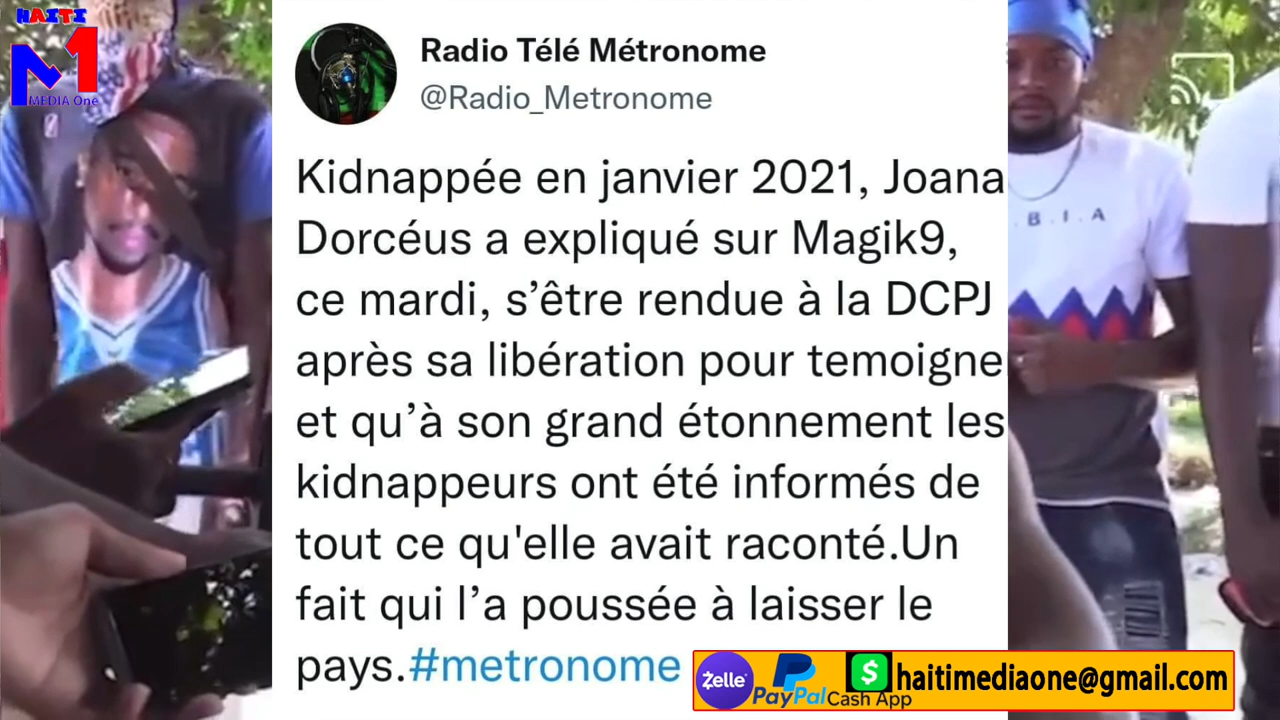 HAITI
M1
MEDIA One
Radio Télé Métronome
@Radio_Metronome
Kidnappée en janvier 2021, Joana
Dorcéus a expliqué sur Magik9,
ce mardi, s’être rendue à la DCPJ
après sa libération pour temoigne
et qu’à son grand étonnement les
kidnappeurs ont été informés de
tout ce qu'elle avait raconté.Un
fait qui l’a poussée à laisser le
pays.#metronome
.B.I.A
Zelle
PayPal
$
Cash App
haitimediaone@gmail.com